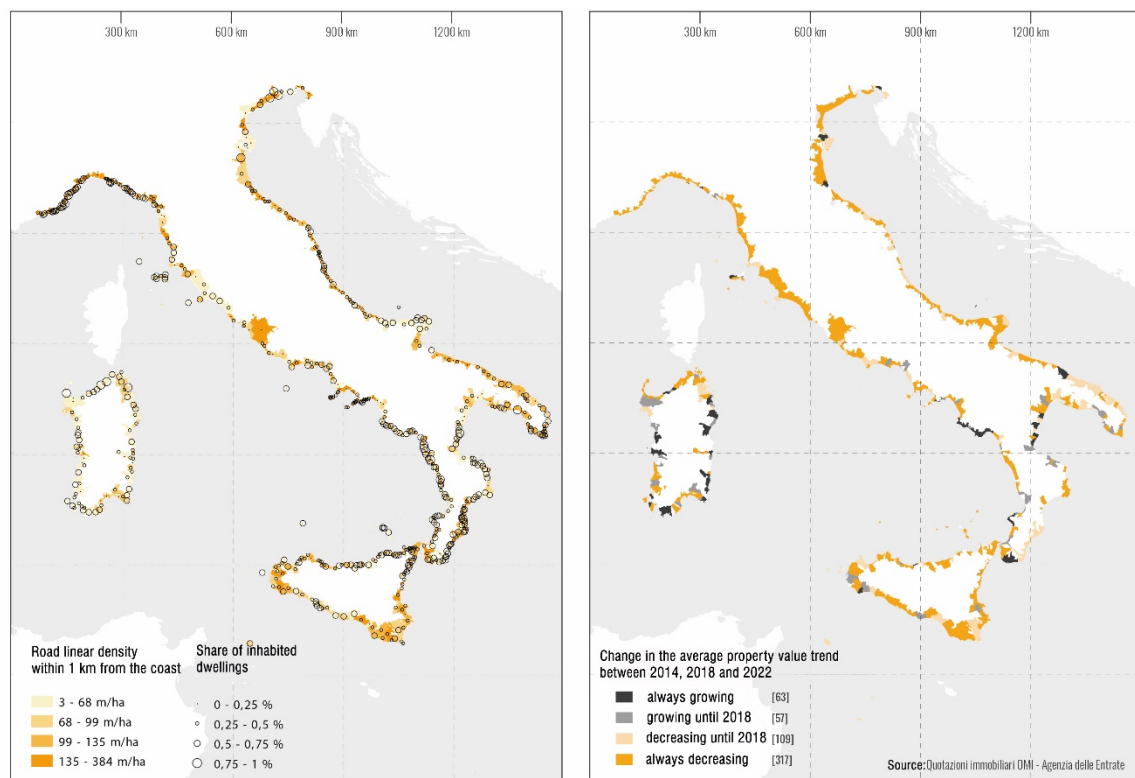 300 km 600 km 900 km 1200 km
Road linear density
within 1 km from the coast
3 - 68 m/ha
68 - 99 m/ha
99 - 135 m/ha
135 - 384 m/ha
Share of inhabited
dwellings
0 - 0,25 %
0,25 - 0,5 %
0,5 - 0,75 %
0,75 - 1 %
300 km 600 km 900 km 1200 km
Change in the average property value trend
between 2014, 2018 and 2022
always growing [63]
growing until 2018 [57]
decreasing until 2018 [109]
always decreasing [317]
Source: Quotazioni immobiliari OMI - Agenzia delle Entrate